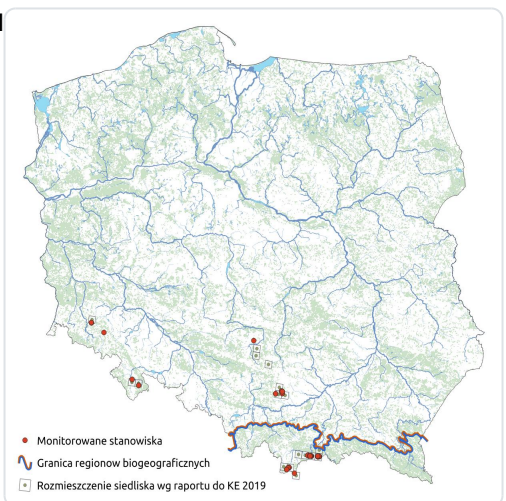 Monitorowane stanowiska
Granica regionow biogeograficznych
Rozmieszczenie siedliska wg raportu do KE 2019